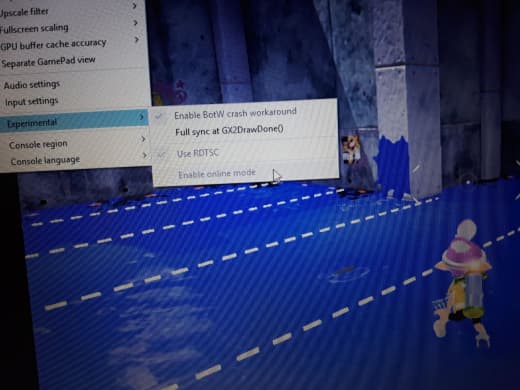 Upscale filter
Fullscreen scaling
GPU buffer cache accuracy
Separate GamePad view
Audio settings
Input settings
Experimental
Console region
Console language
Enable BotW crash workaround
Full sync at GX2DrawDone()
Use RDTSC
Enable online mode